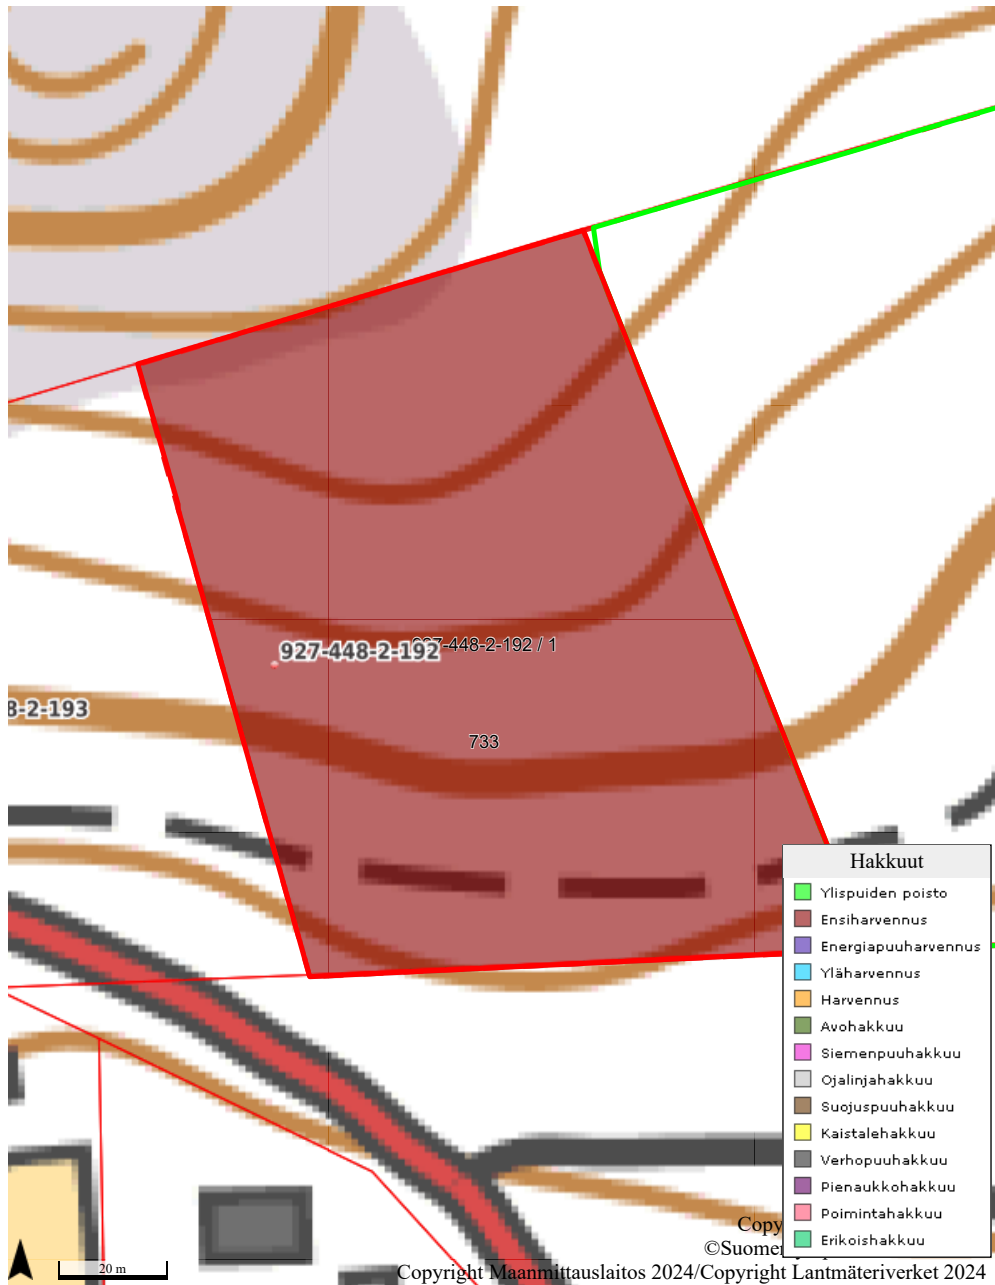 927-448-2-192 / 1
927-448-2-192
8-2-193
733
Hakkuut
Ylispuiden poisto
Ensiharvennus
Energiapuuharvennus
Yläharvennus
Harvennus
Avohakkuu
Siemenpuuhakkuu
Ojalinjahakkuu
Suojuspuuhakkuu
Kaistalehakkuu
Verhopuuhakkuu
Pienaukkohakkuu
Poimintahakkuu
Erikoishakkuu
20 m
Copy
©Suomen
Copyright Maanmittauslaitos 2024/Copyright Lantmäteriverket 2024